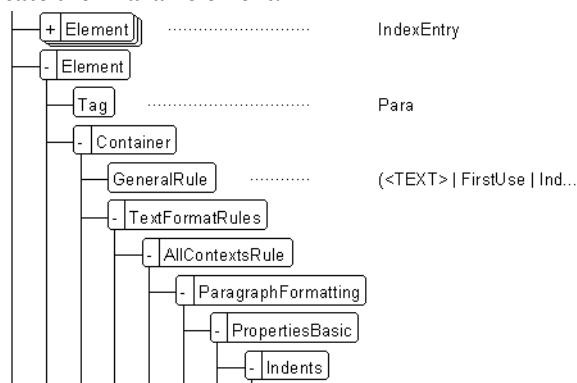 + Element IndexEntry
- Element
Tag Para
- Container
GeneralRule (<TEXT> | FirstUse | Ind...
- TextFormatRules
- AllContextsRule
- ParagraphFormatting
- PropertiesBasic
- Indents